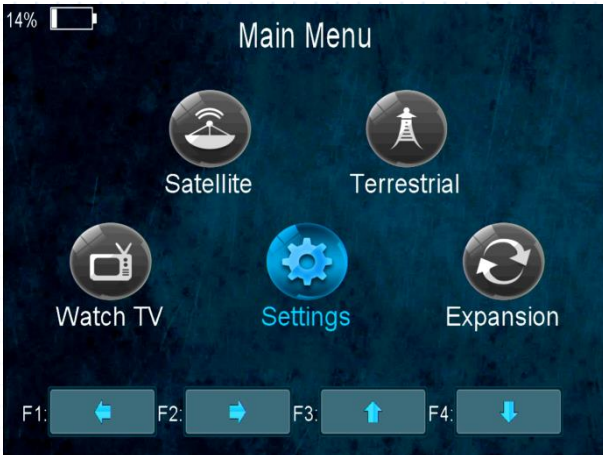 14%
Main Menu
Satellite Terrestrial
Watch TV Settings Expansion
F1: F2: F3: F4: